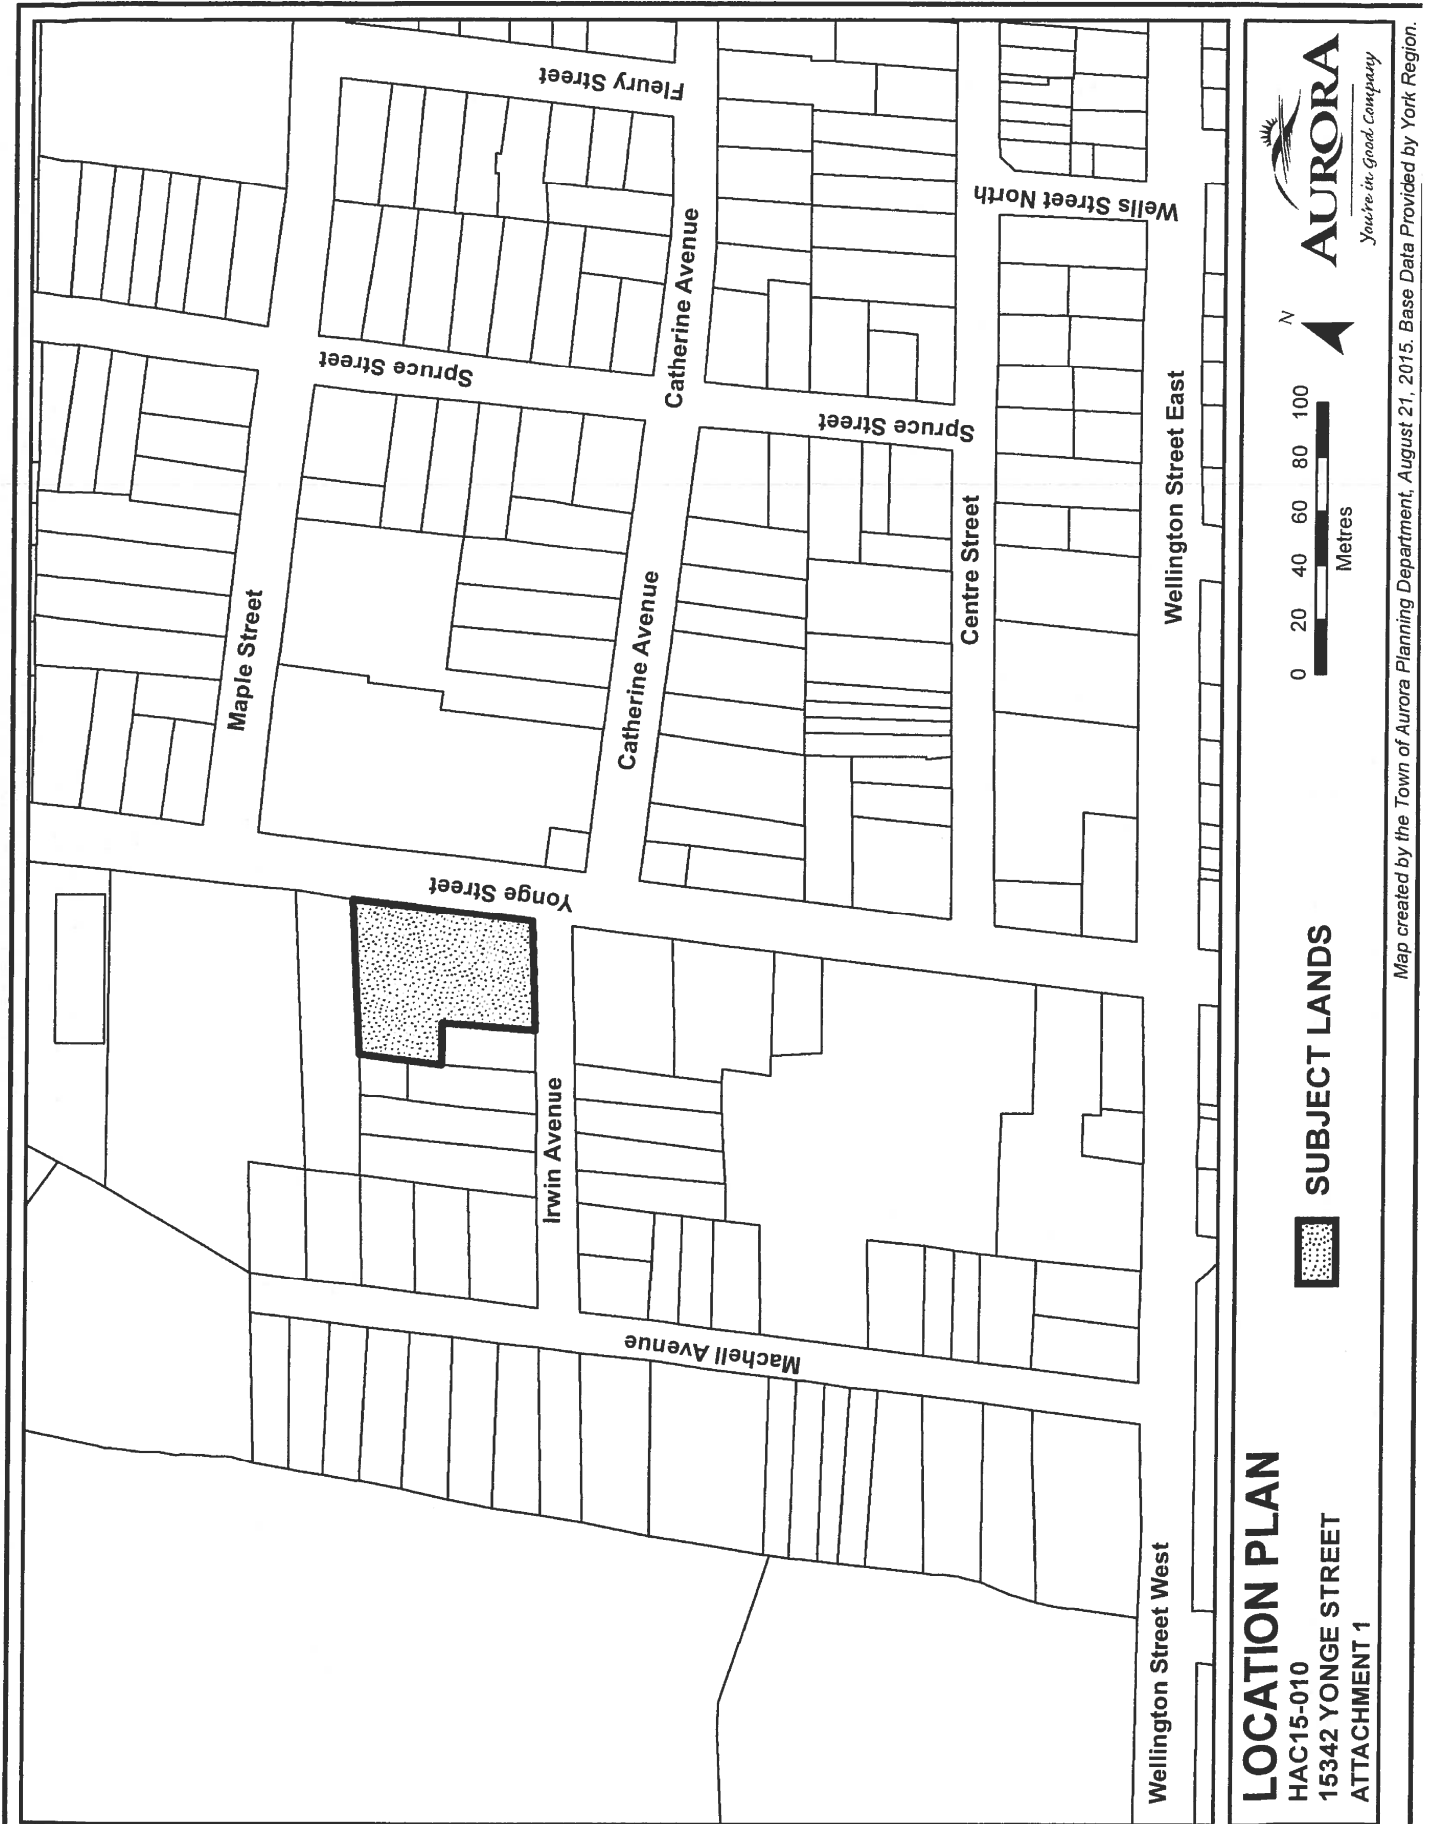 Fleury Street
Wells Street North
Catherine Avenue
Spruce Street
Spruce Street
Wellington Street East
Centre Street
Maple Street
Catherine Avenue
Yonge Street
Irwin Avenue
Machell Avenue
Wellington Street West
LOCATION PLAN
HAC15-010
15342 YONGE STREET
ATTACHMENT 1
SUBJECT LANDS
0 20 40 60 80 100
Metres
N
AURORA
You're in Good Company
Map created by the Town of Aurora Planning Department, August 21, 2015. Base Data Provided by York Region.